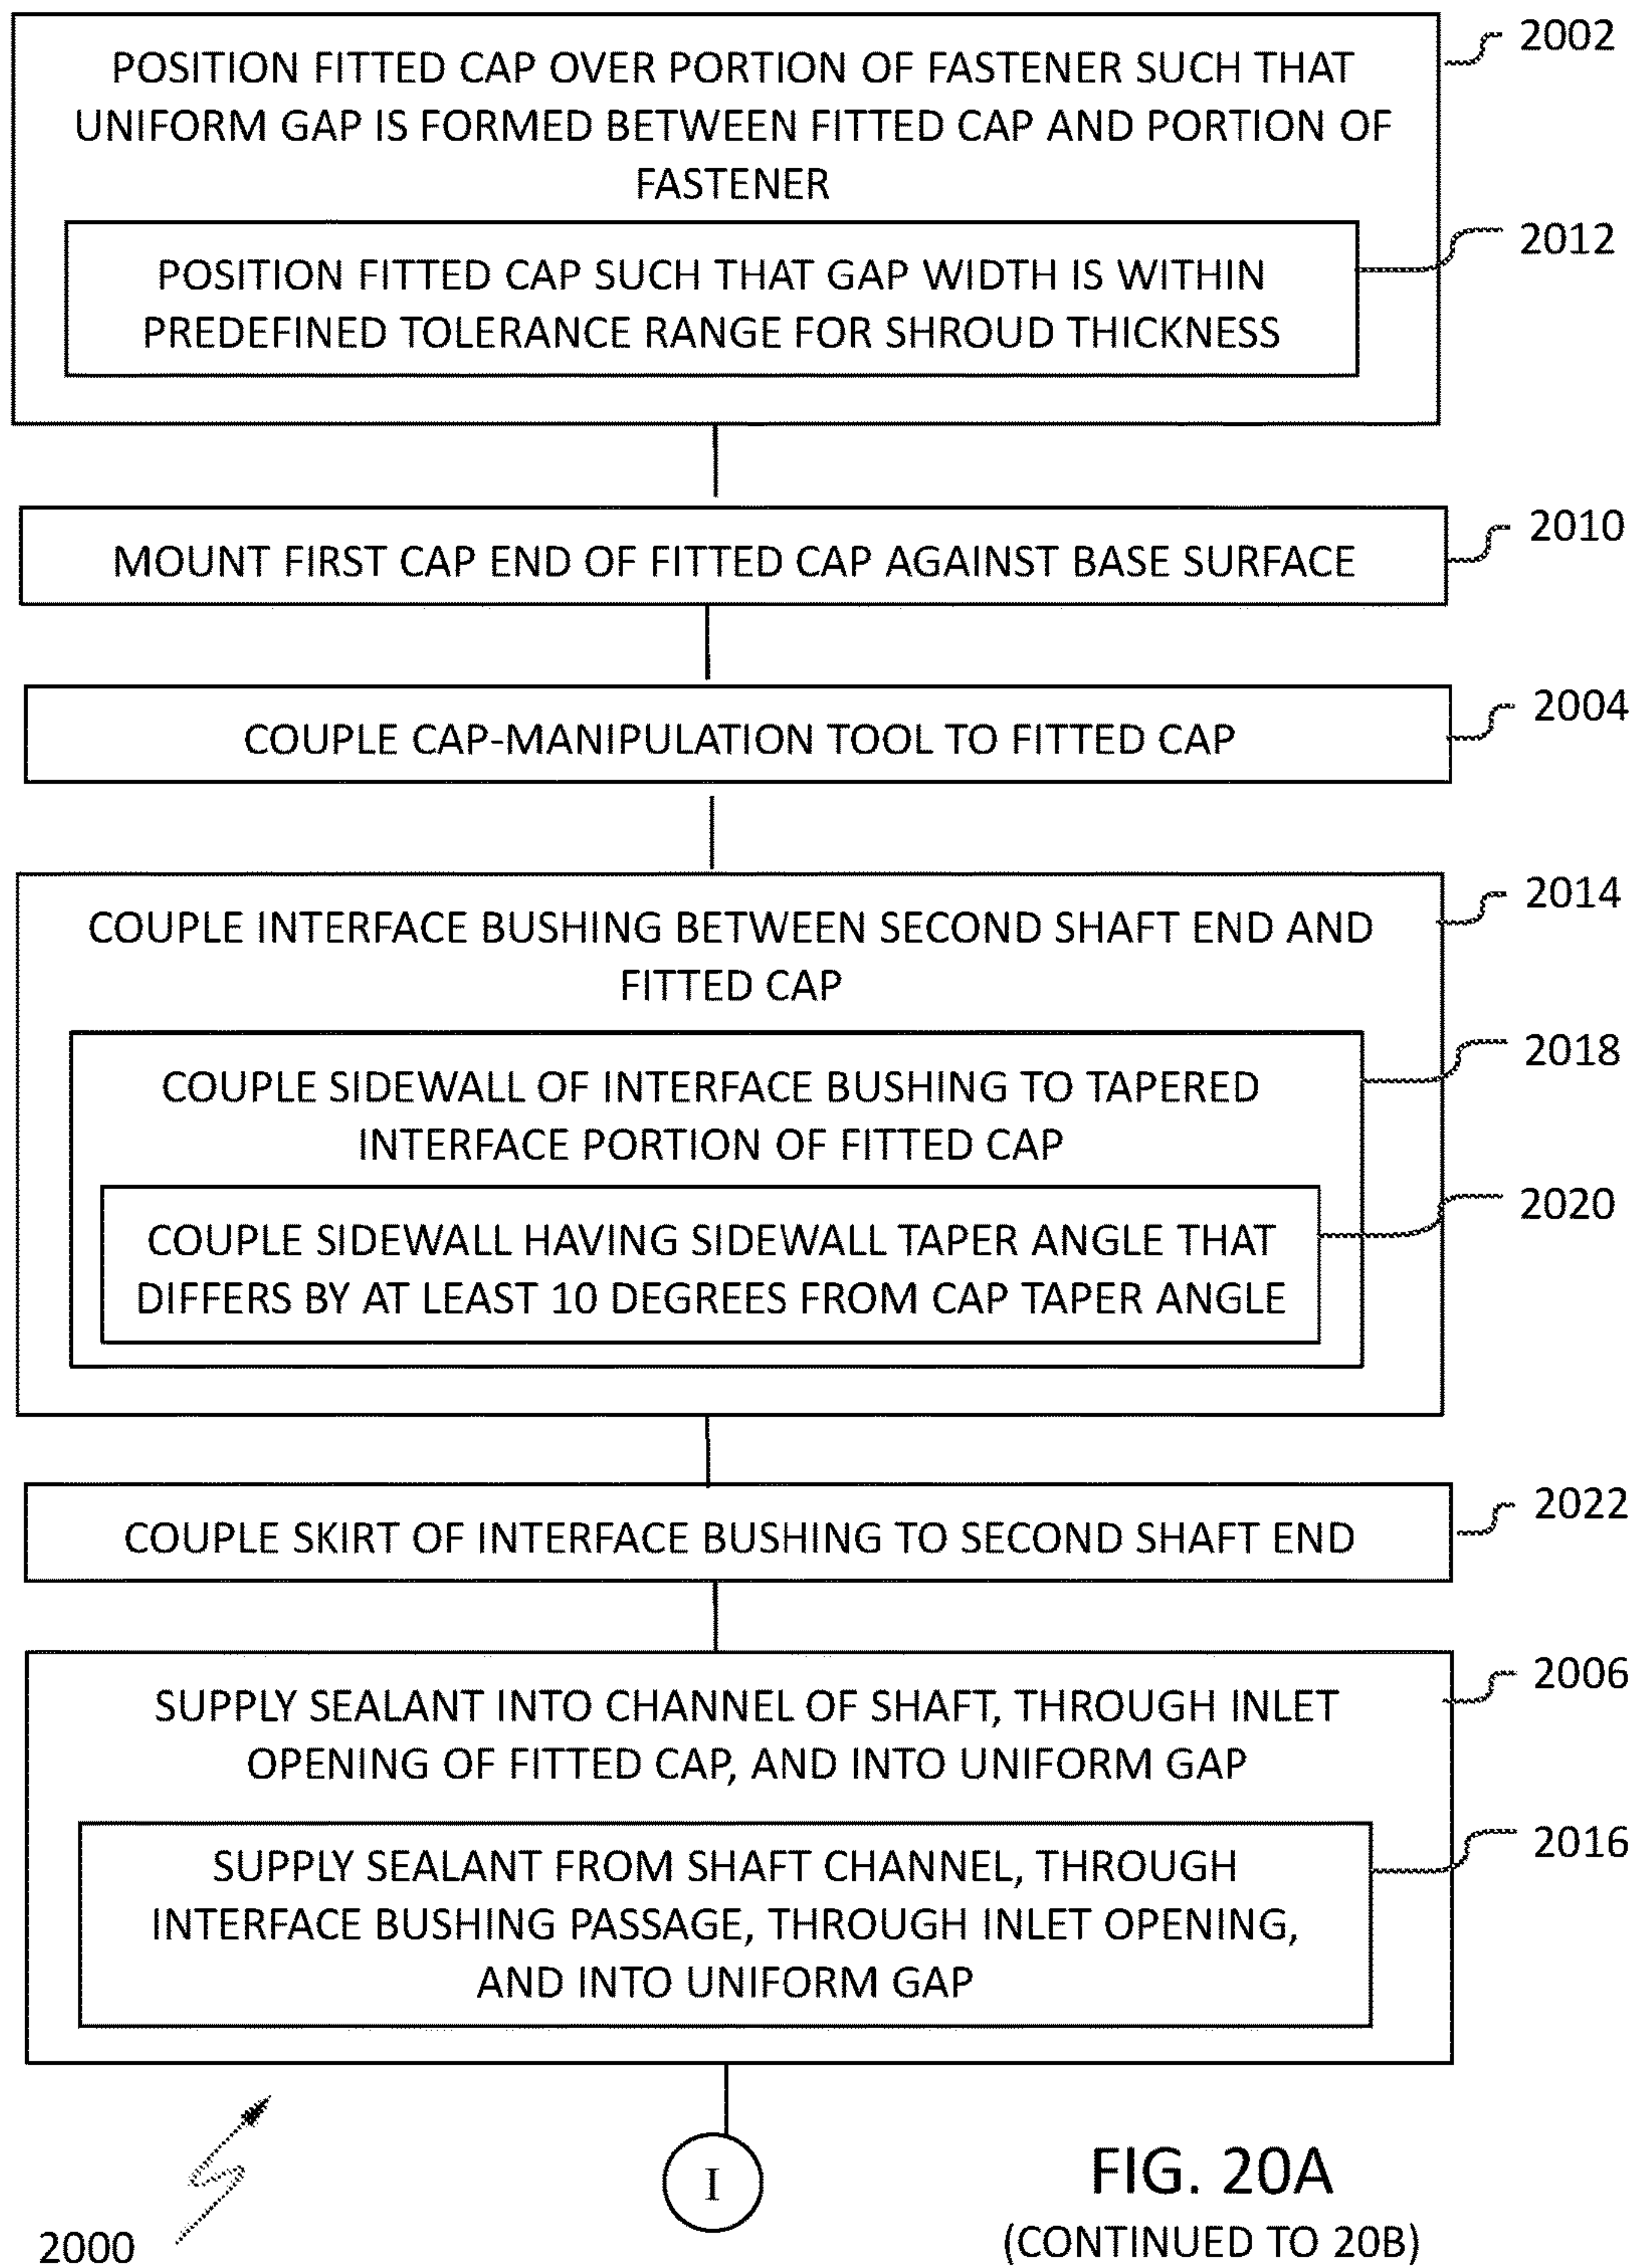 2002
POSITION FITTED CAP OVER PORTION OF FASTENER SUCH THAT
UNIFORM GAP IS FORMED BETWEEN FITTED CAP AND PORTION OF
FASTENER
2012
POSITION FITTED CAP SUCH THAT GAP WIDTH IS WITHIN
PREDEFINED TOLERANCE RANGE FOR SHROUD THICKNESS
2010
MOUNT FIRST CAP END OF FITTED CAP AGAINST BASE SURFACE
2004
COUPLE CAP-MANIPULATION TOOL TO FITTED CAP
2014
COUPLE INTERFACE BUSHING BETWEEN SECOND SHAFT END AND
FITTED CAP
2018
COUPLE SIDEWALL OF INTERFACE BUSHING TO TAPERED
INTERFACE PORTION OF FITTED CAP
2020
COUPLE SIDEWALL HAVING SIDEWALL TAPER ANGLE THAT
DIFFERS BY AT LEAST 10 DEGREES FROM CAP TAPER ANGLE
2022
COUPLE SKIRT OF INTERFACE BUSHING TO SECOND SHAFT END
2006
SUPPLY SEALANT INTO CHANNEL OF SHAFT, THROUGH INLET
OPENING OF FITTED CAP, AND INTO UNIFORM GAP
2016
SUPPLY SEALANT FROM SHAFT CHANNEL, THROUGH
INTERFACE BUSHING PASSAGE, THROUGH INLET OPENING,
AND INTO UNIFORM GAP
I
FIG. 20A
(CONTINUED TO 20B)
2000